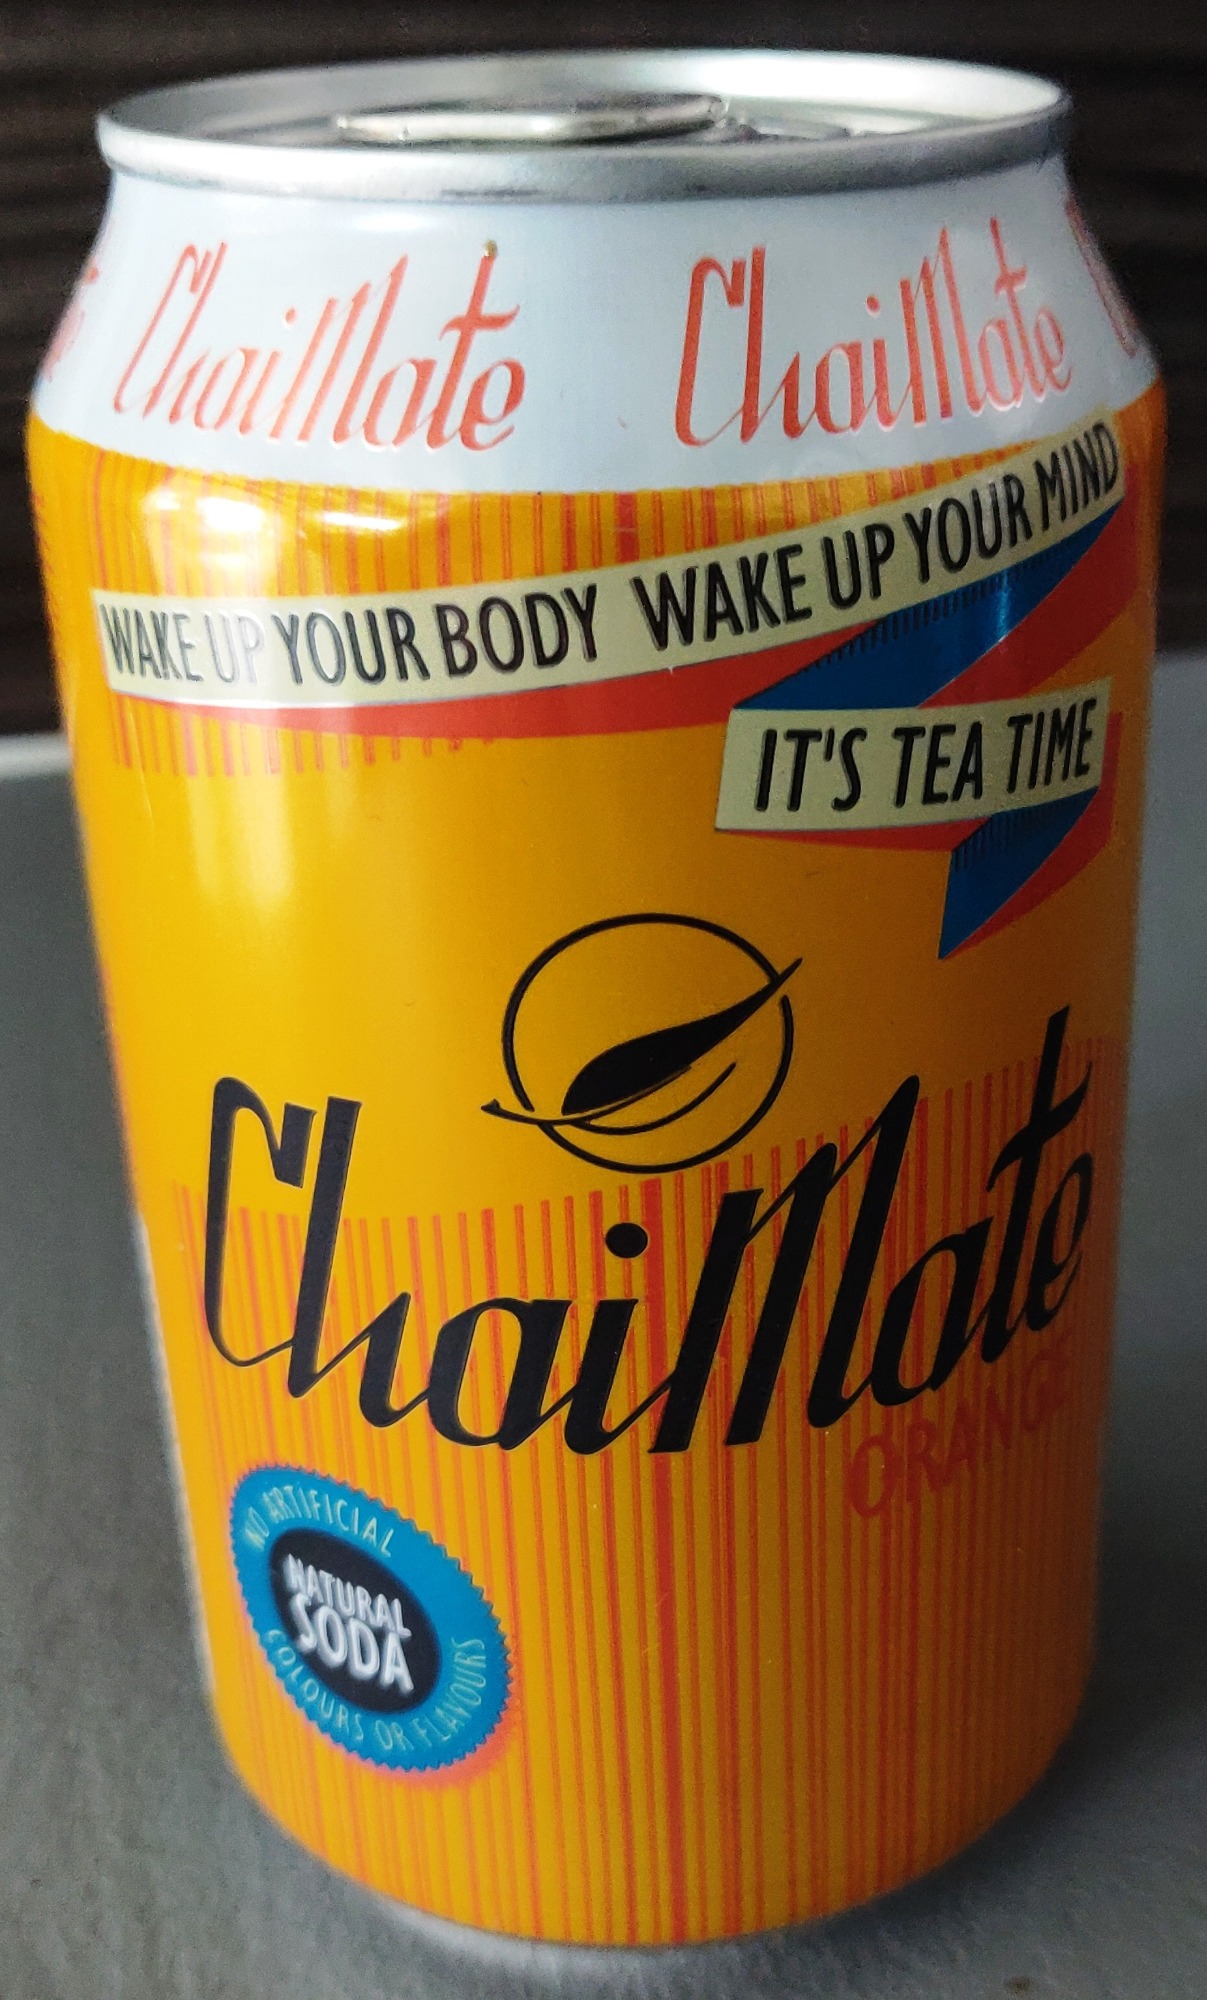 ChaiMate ChaiMate
WAKE UP YOUR BODY WAKE UP YOUR MIND
IT'S TEA TIME
ChaiMate
ORANGE
NO ARTIFICIAL
NATURAL
SODA
COLOURS OR FLAVOURS